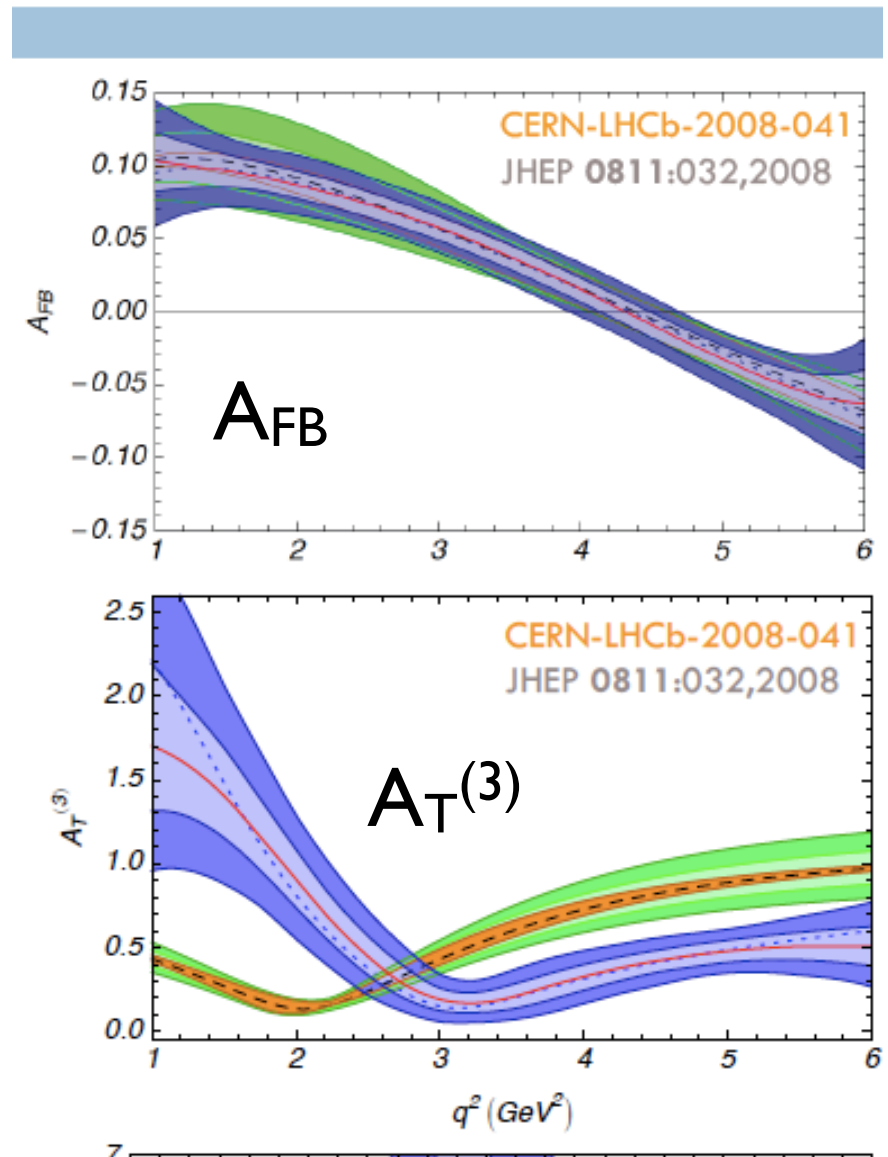 0.15
CERN-LHCb-2008-041
0.10
JHEP 0811:032,2008
0.05
A_FB
0.00
−0.05
A_FB
−0.10
−0.15
1 2 3 4 5 6
2.5
CERN-LHCb-2008-041
JHEP 0811:032,2008
2.0
1.5
A_T^(3)
A_T^(3)
1.0
0.5
0.0
1 2 3 4 5 6
q² (GeV²)
7